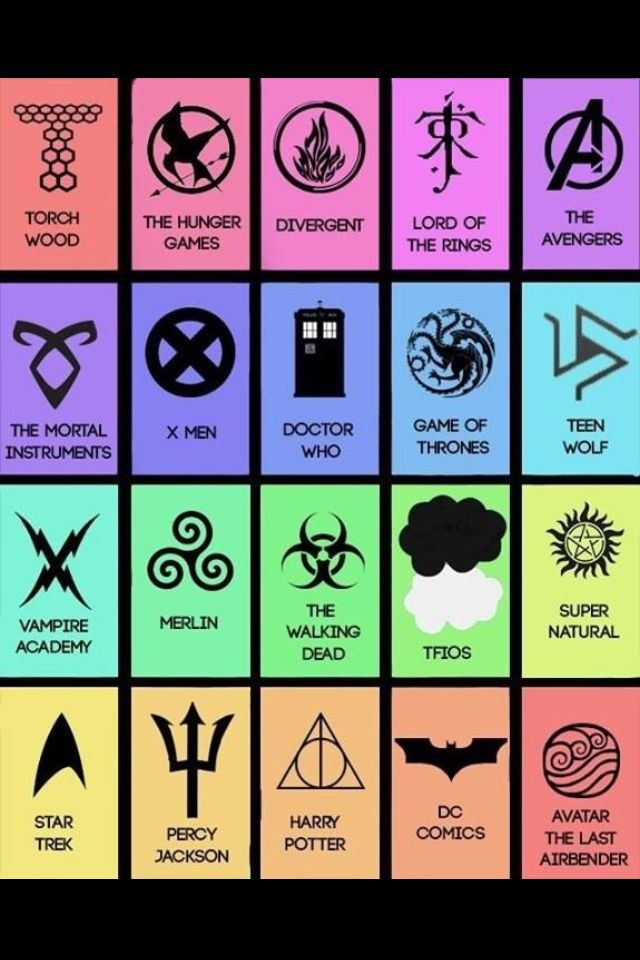 TORCH
WOOD
THE HUNGER
GAMES
DIVERGENT
LORD OF
THE RINGS
THE
AVENGERS
THE MORTAL
INSTRUMENTS
X MEN
DOCTOR
WHO
GAME OF
THRONES
TEEN
WOLF
VAMPIRE
ACADEMY
MERLIN
THE
WALKING
DEAD
TFIOS
SUPER
NATURAL
STAR
TREK
PERCY
JACKSON
HARRY
POTTER
DC
COMICS
AVATAR
THE LAST
AIRBENDER